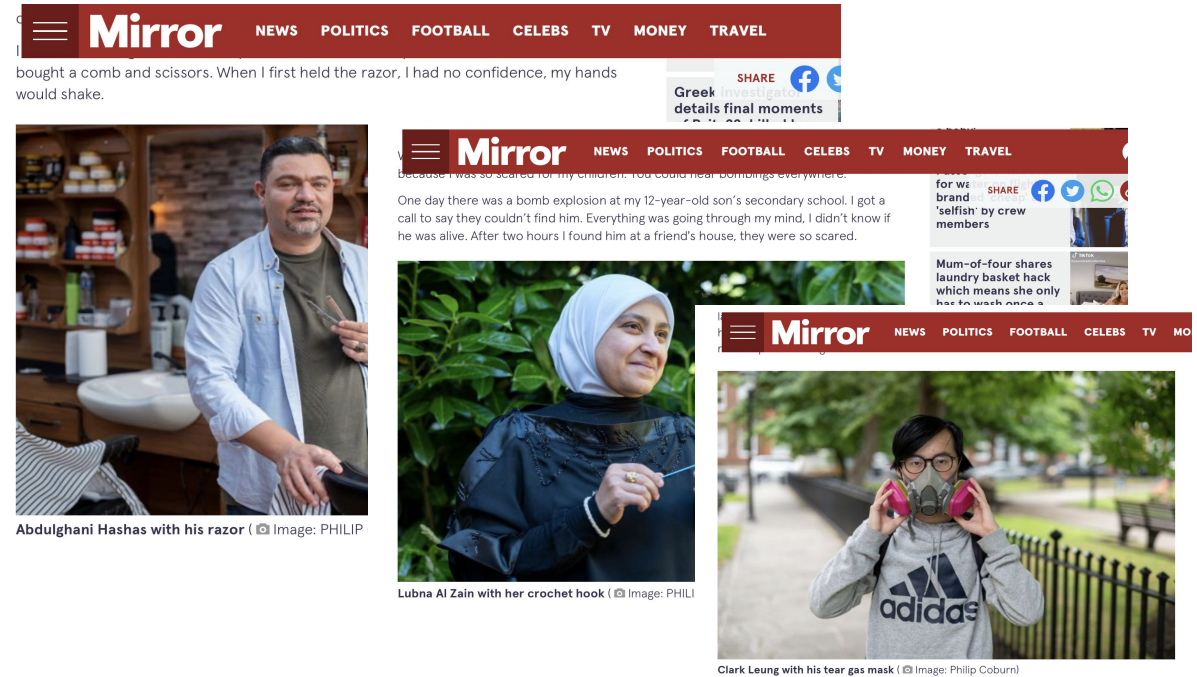 Mirror
NEWS POLITICS FOOTBALL CELEBS TV MONEY TRAVEL
bought a comb and scissors. When I first held the razor, I had no confidence, my hands
would shake.
SHARE
Greek investigator
details final moments
Abdulghani Hashas with his razor ( Image: PHILIP
Mirror
NEWS POLITICS FOOTBALL CELEBS TV MONEY TRAVEL
because I was so scared for my children. You could hear bombings everywhere.
One day there was a bomb explosion at my 12-year-old son's secondary school. I got a
call to say they couldn't find him. Everything was going through my mind, I didn't know if
he was alive. After two hours I found him at a friend's house, they were so scared.
SHARE
for water
brand 'cheap'
'selfish' by crew
members
Mum-of-four shares
laundry basket hack
which means she only
has to wash once a
TikTok
Lubna Al Zain with her crochet hook ( Image: PHILI
Mirror
NEWS POLITICS FOOTBALL CELEBS TV MO
adidas
Clark Leung with his tear gas mask ( Image: Philip Coburn)